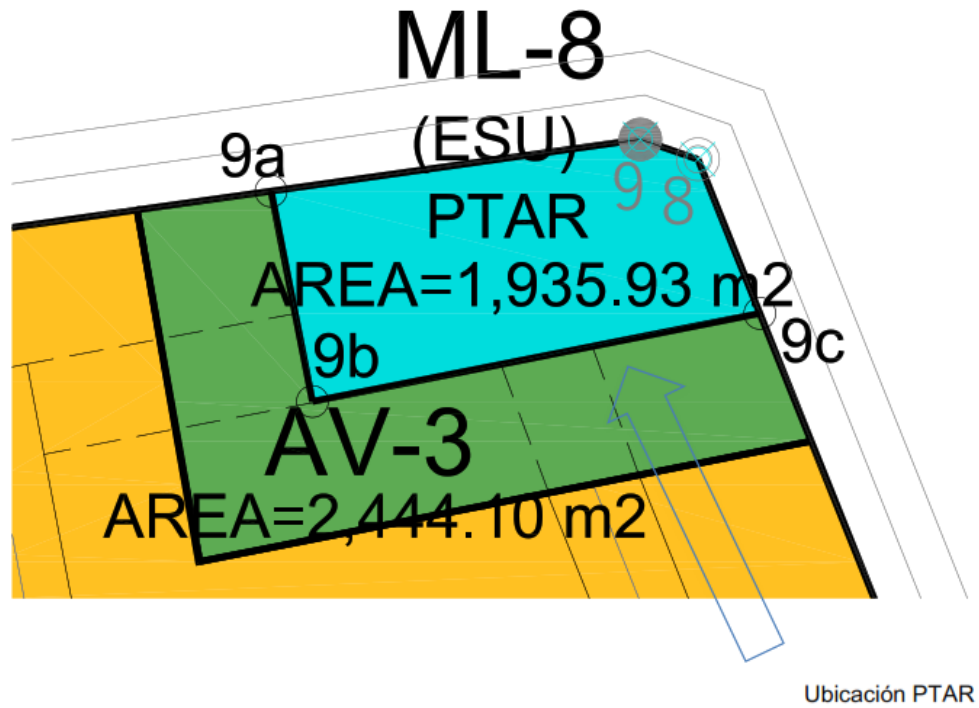 ML-8
(ESU)
9a
9
8
PTAR
AREA=1,935.93 m2
9b
9c
AV-3
AREA=2,444.10 m2
Ubicación PTAR